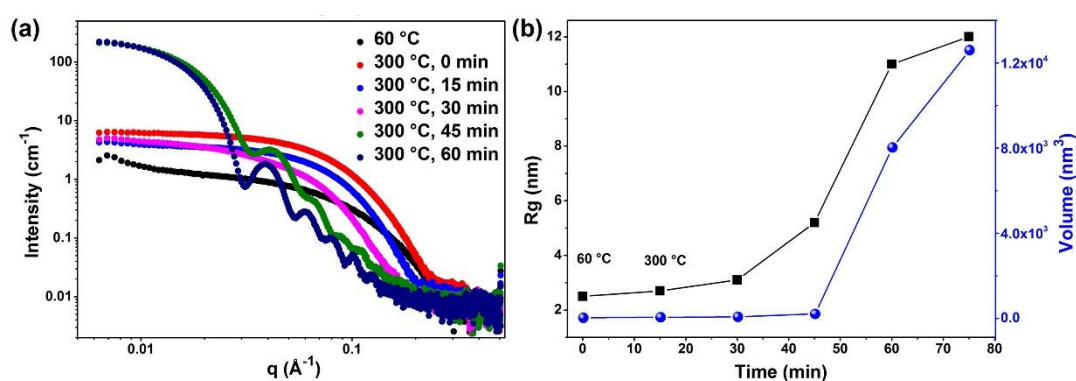 (a)
60 °C
300 °C, 0 min
300 °C, 15 min
300 °C, 30 min
300 °C, 45 min
300 °C, 60 min
100
10
1
0.1
0.01
Intensity (cm⁻¹)
0.01 0.1
q (Å⁻¹)
(b)
12
10
8
6
4
2
Rg (nm)
60 °C 300 °C
0 10 20 30 40 50 60 70 80
Time (min)
1.2x10⁴
8.0x10³
4.0x10³
0.0
Volume (nm³)